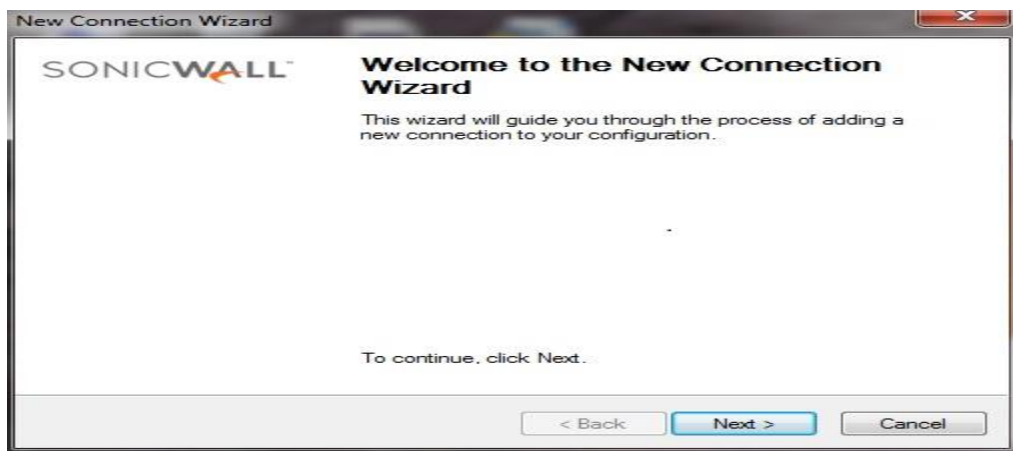 New Connection Wizard
SONICWALL™
Welcome to the New Connection
Wizard
This wizard will guide you through the process of adding a
new connection to your configuration.
To continue, click Next.
< Back
Next >
Cancel